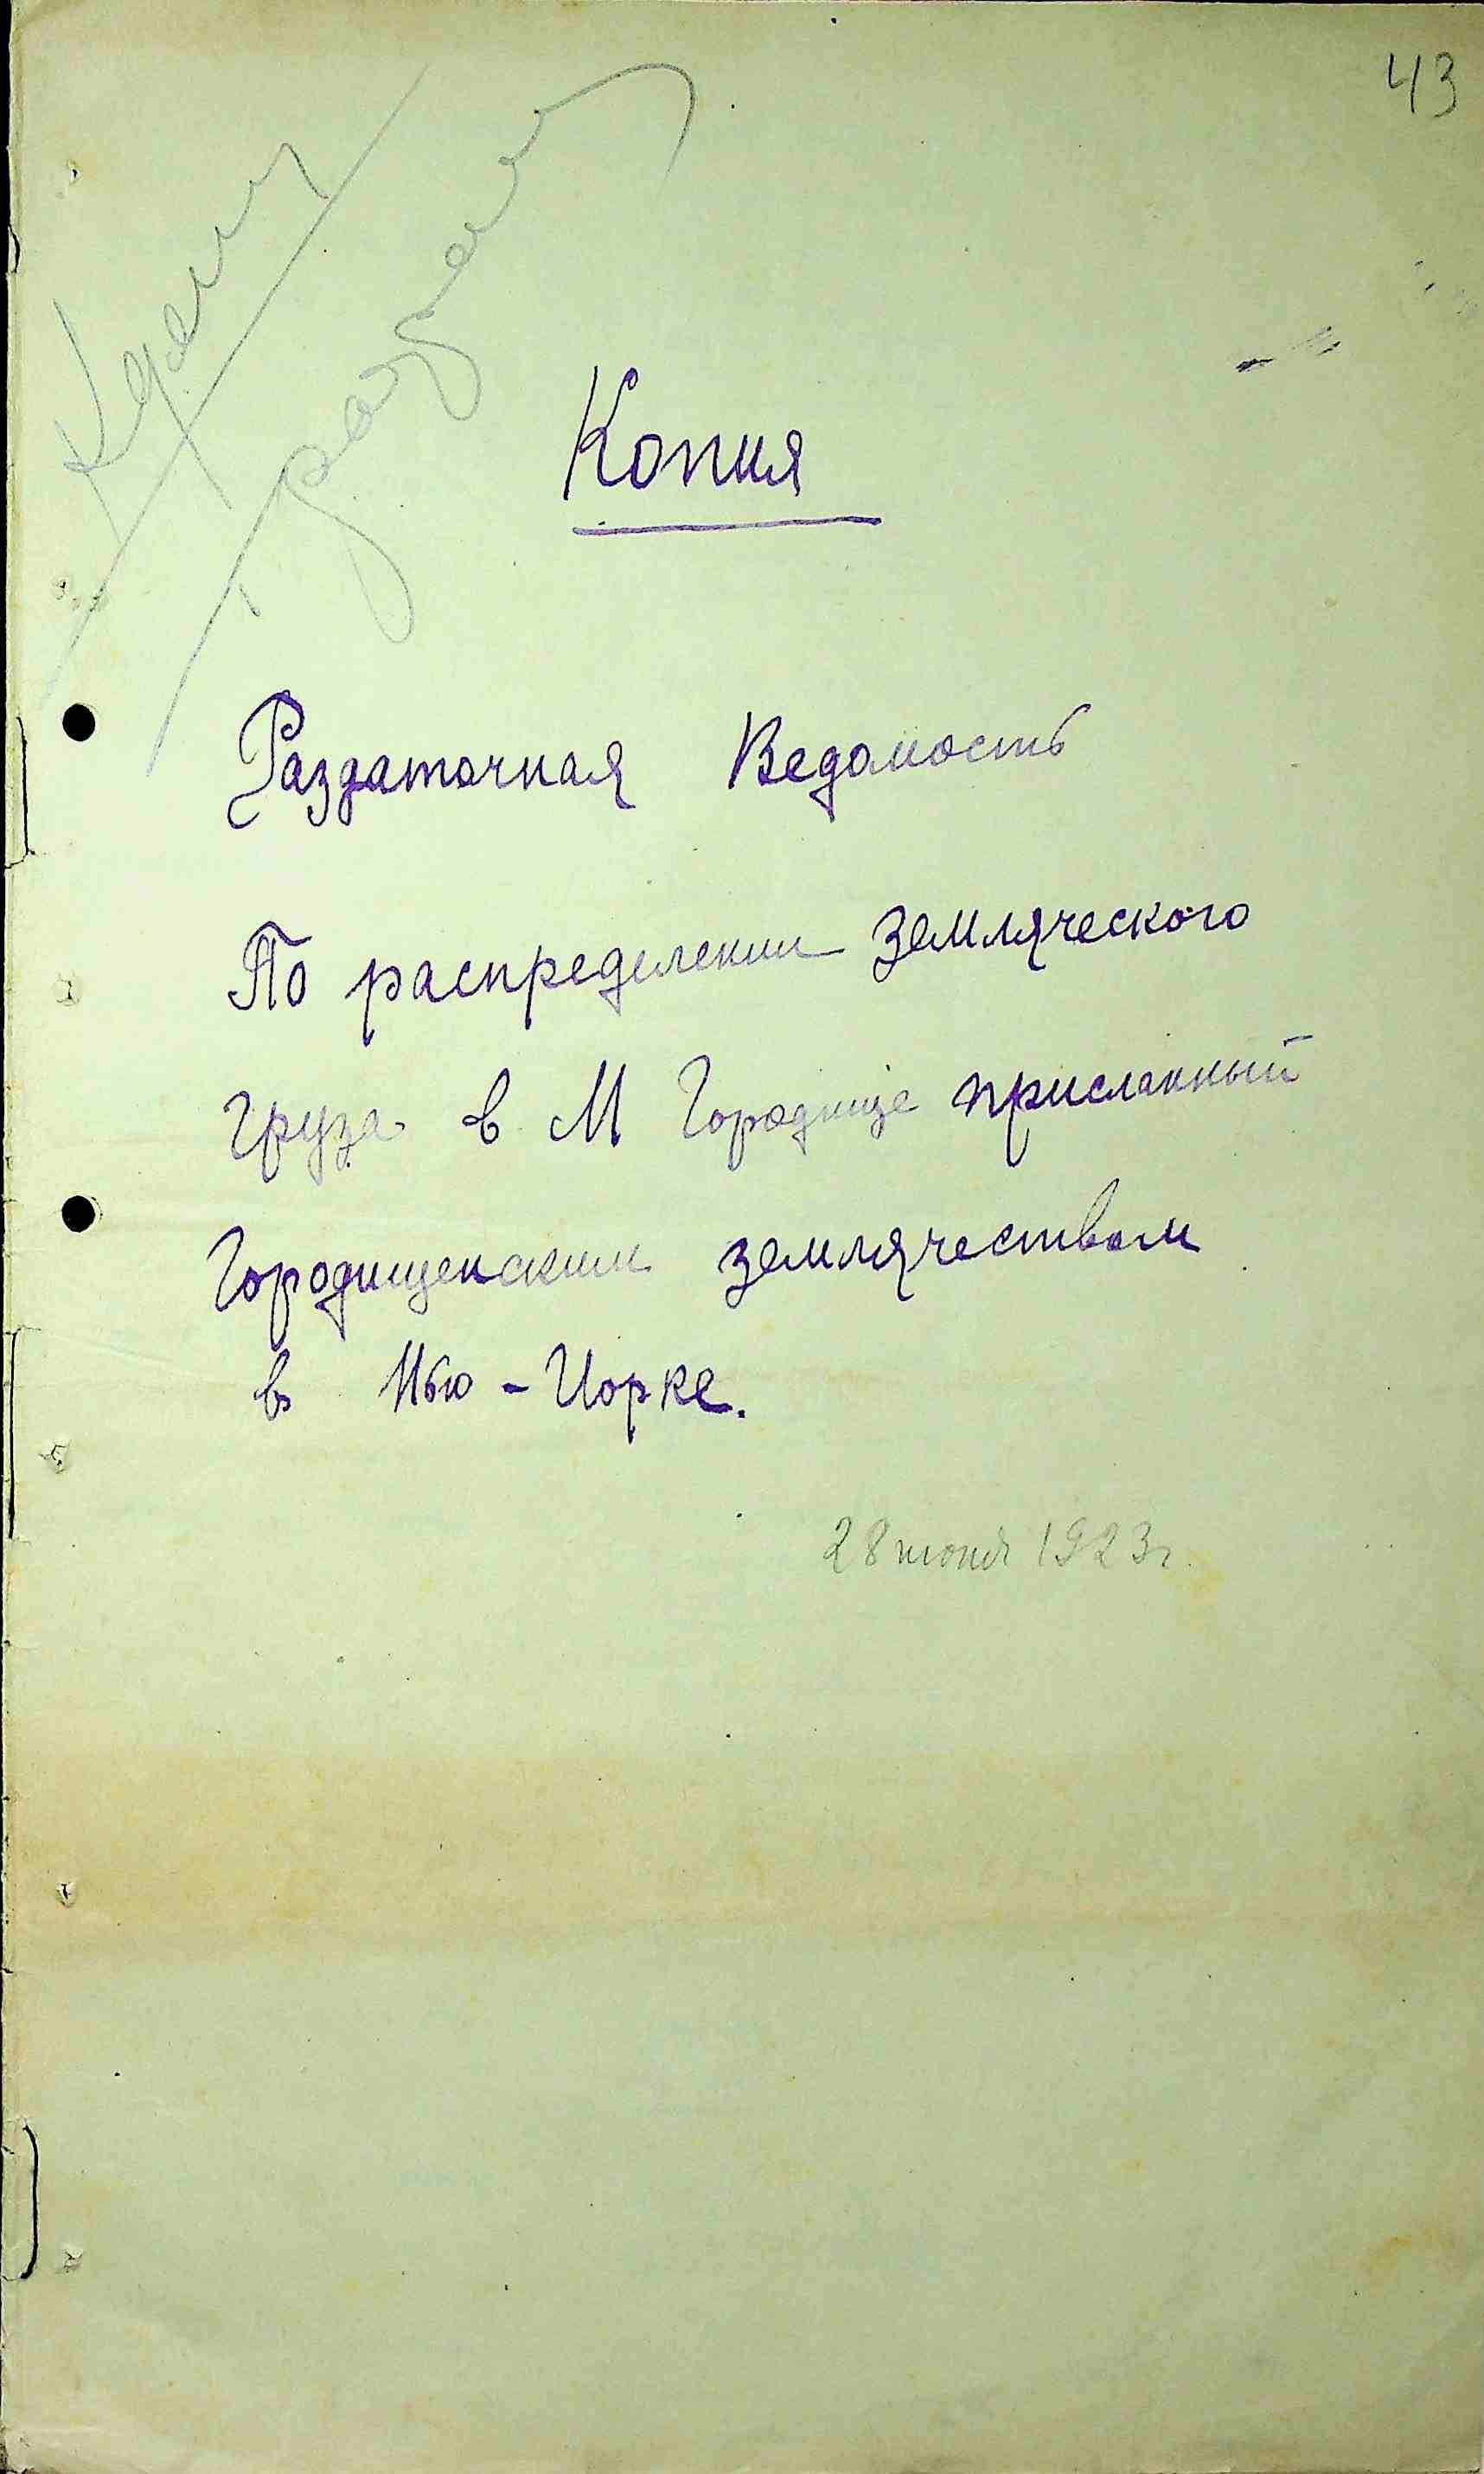 43
Копия
Раздаточная Ведомость
По распределении Земляческого
груза в М Городище присланный
Городищенским землячеством
в Нью-Иорке.
28 июня 1923 г.